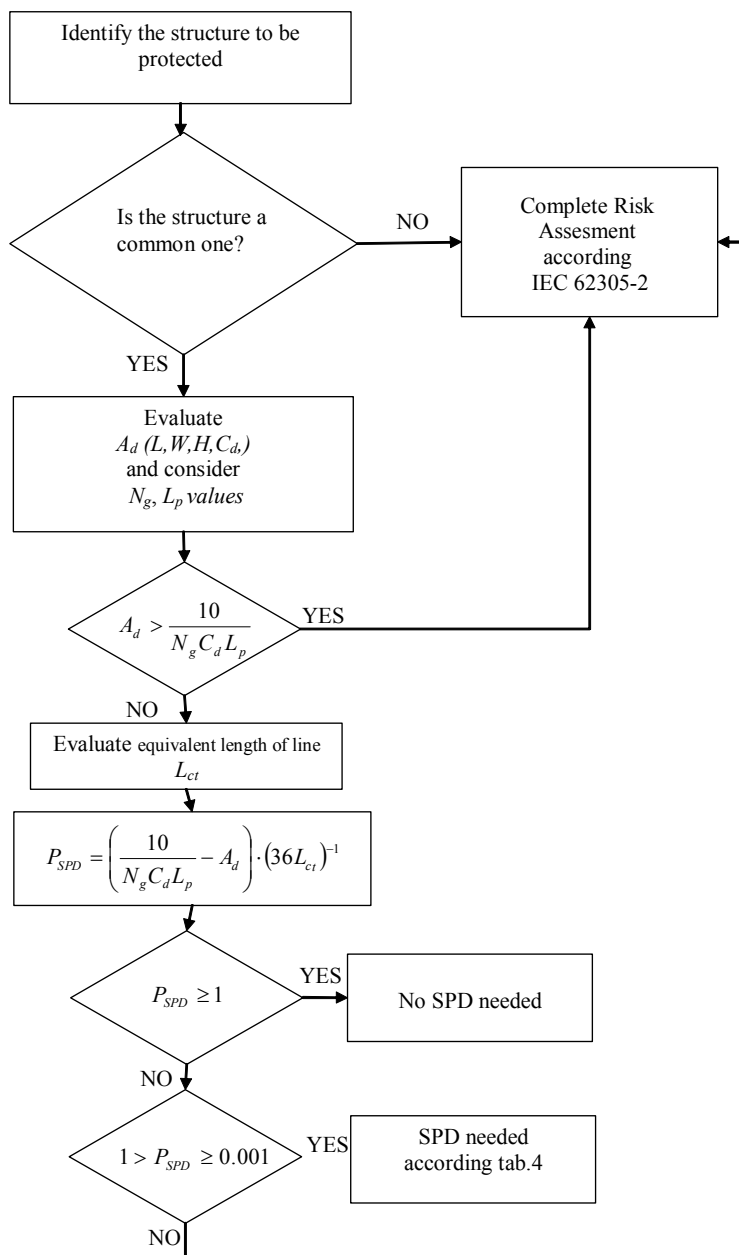 Identify the structure to be
protected
Is the structure a
common one?
NO
Complete Risk
Assesment
according
IEC 62305-2
YES
Evaluate
A_d (L,W,H,C_d,)
and consider
N_g, L_p values
A_d > 10 / (N_g C_d L_p)
YES
NO
Evaluate equivalent length of line
L_ct
P_SPD = (10 / (N_g C_d L_p) − A_d) · (36L_ct)^−1
P_SPD ≥ 1
YES
No SPD needed
NO
1 > P_SPD ≥ 0.001
YES
SPD needed
according tab.4
NO